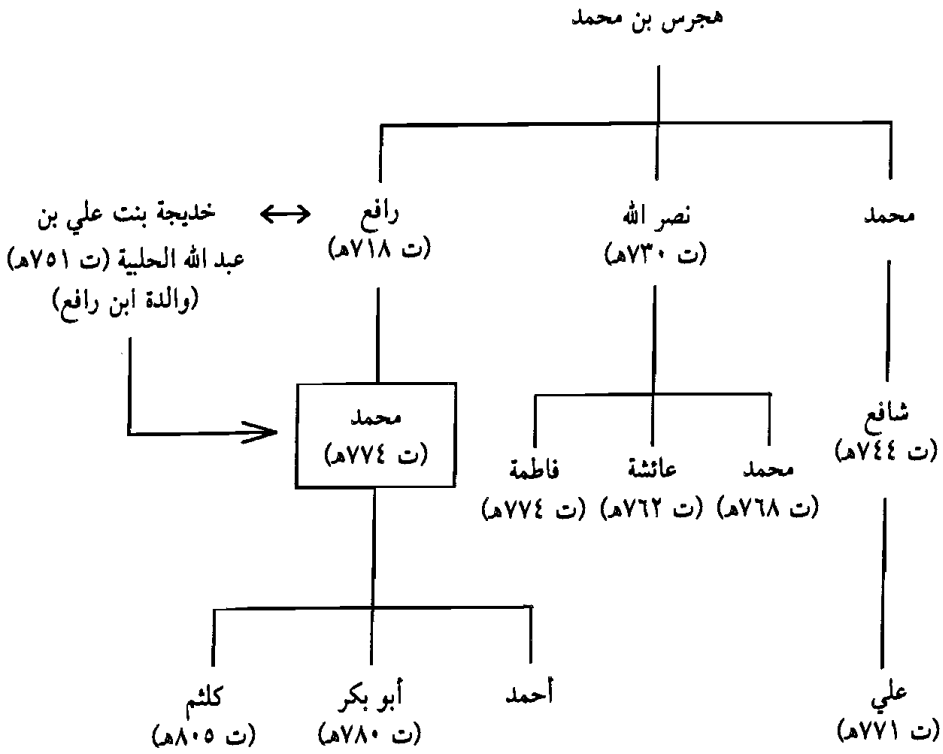 هجرس بن محمد
محمد
نصر الله
(ت ٧٣٠هـ)
رافع
(ت ٧١٨هـ)
خديجة بنت علي بن
عبد الله الحلبية (ت ٧٥١هـ)
(والدة ابن رافع)
شافع
(ت ٧٤٤هـ)
محمد
(ت ٧٦٨هـ)
عائشة
(ت ٧٦٢هـ)
فاطمة
(ت ٧٧٤هـ)
محمد
(ت ٧٧٤هـ)
علي
(ت ٧٧١هـ)
أحمد
أبو بكر
(ت ٧٨٠هـ)
كلثم
(ت ٨٠٥هـ)